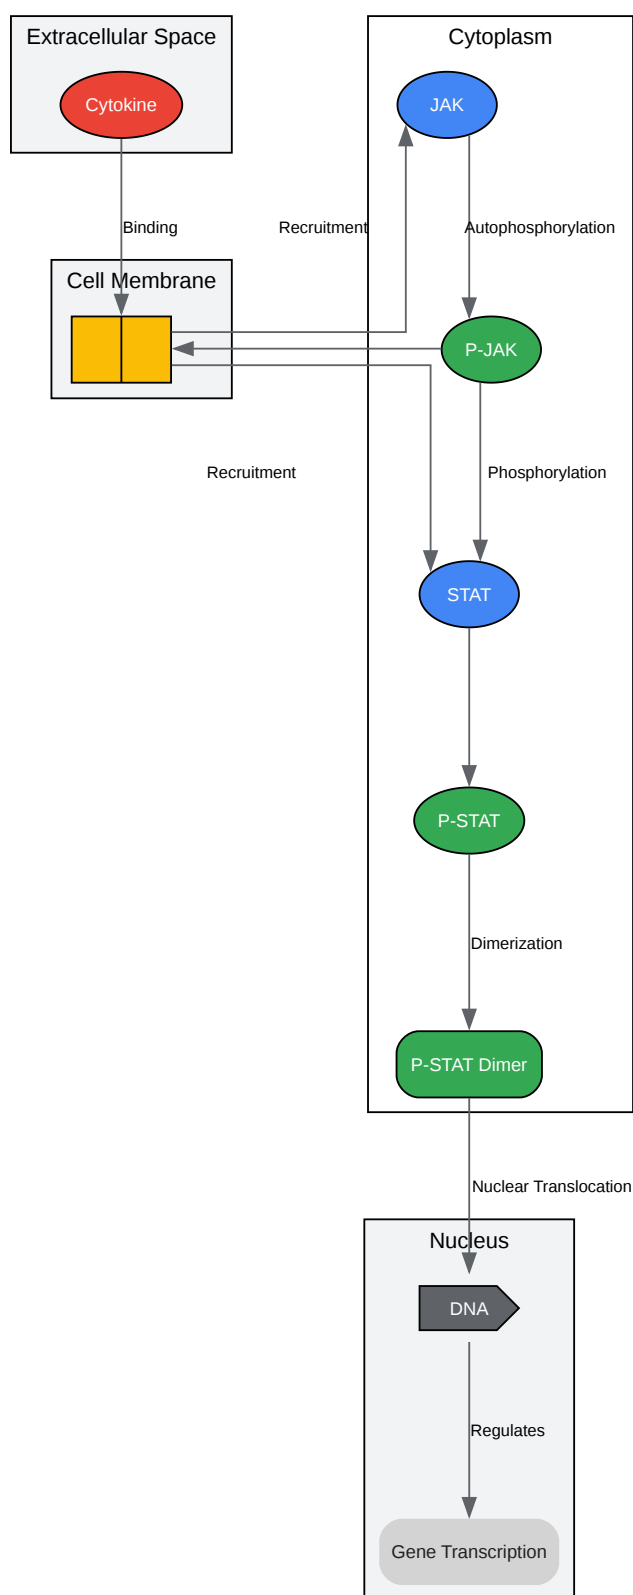 Extracellular Space
Cytoplasm
Cytokine
JAK
Binding
Recruitment
Autophosphorylation
Cell Membrane
P-JAK
Recruitment
Phosphorylation
STAT
P-STAT
Dimerization
P-STAT Dimer
Nuclear Translocation
Nucleus
DNA
Regulates
Gene Transcription